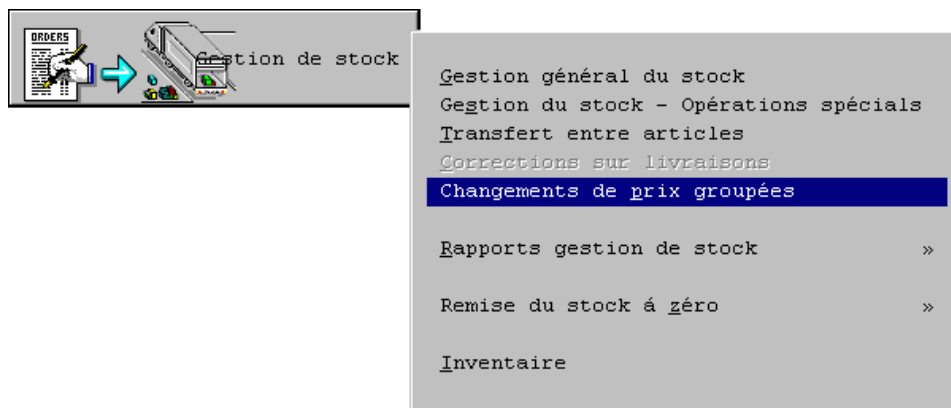 ORDERS
Gestion de stock
Gestion général du stock
Gestion du stock - Opérations spécials
Transfert entre articles
Corrections sur livraisons
Changements de prix groupées
Rapports gestion de stock »
Remise du stock á zéro »
Inventaire